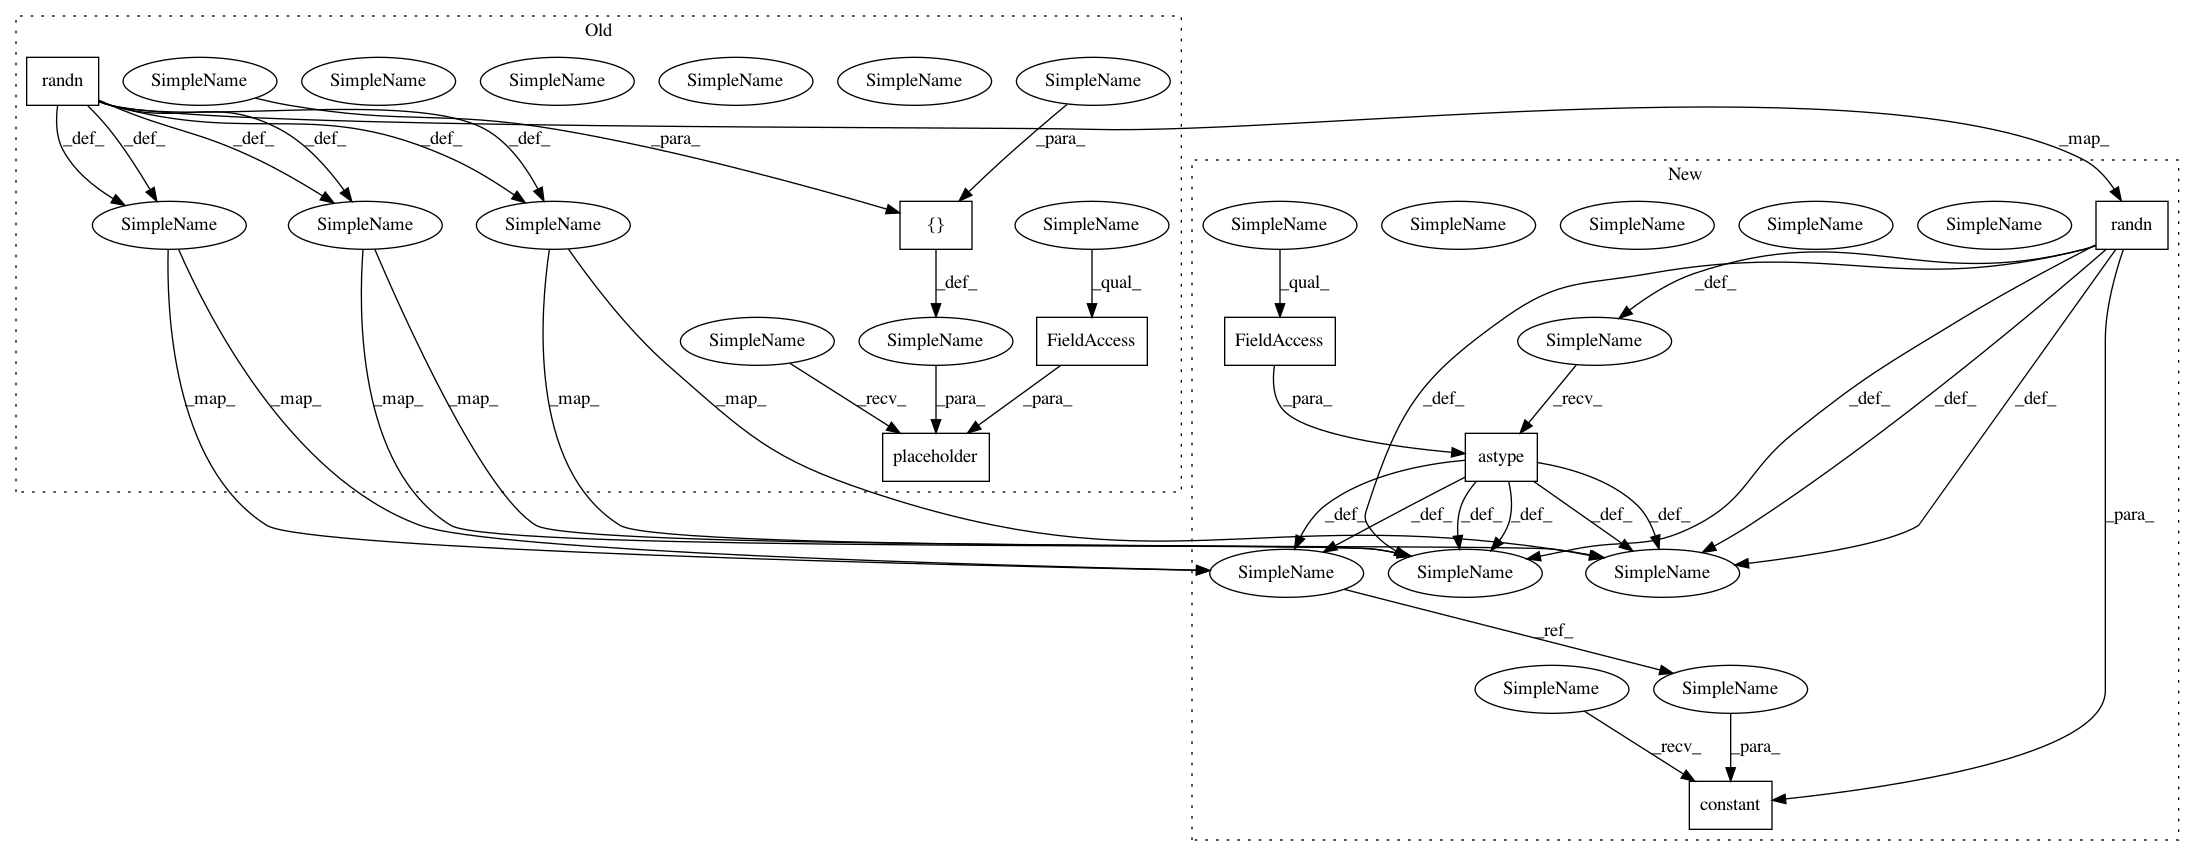 Old
randn
SimpleName
SimpleName
SimpleName
SimpleName
SimpleName
SimpleName
_def_
_def_
_def_
_def_
_def_
_def_
_para_
_para_
_map_
New
SimpleName
SimpleName
SimpleName
{}
SimpleName
SimpleName
SimpleName
SimpleName
SimpleName
SimpleName
randn
_def_
_qual_
_qual_
_def_
SimpleName
SimpleName
FieldAccess
FieldAccess
SimpleName
_map_
_map_
_map_
_map_
_map_
_map_
_recv_
_para_
_para_
_para_
_def_
_recv_
_def_
_def_
_def_
placeholder
astype
_def_
_def_
_def_
_def_
_def_
_def_
_para_
SimpleName
SimpleName
SimpleName
_ref_
SimpleName
SimpleName
_recv_
_para_
constant